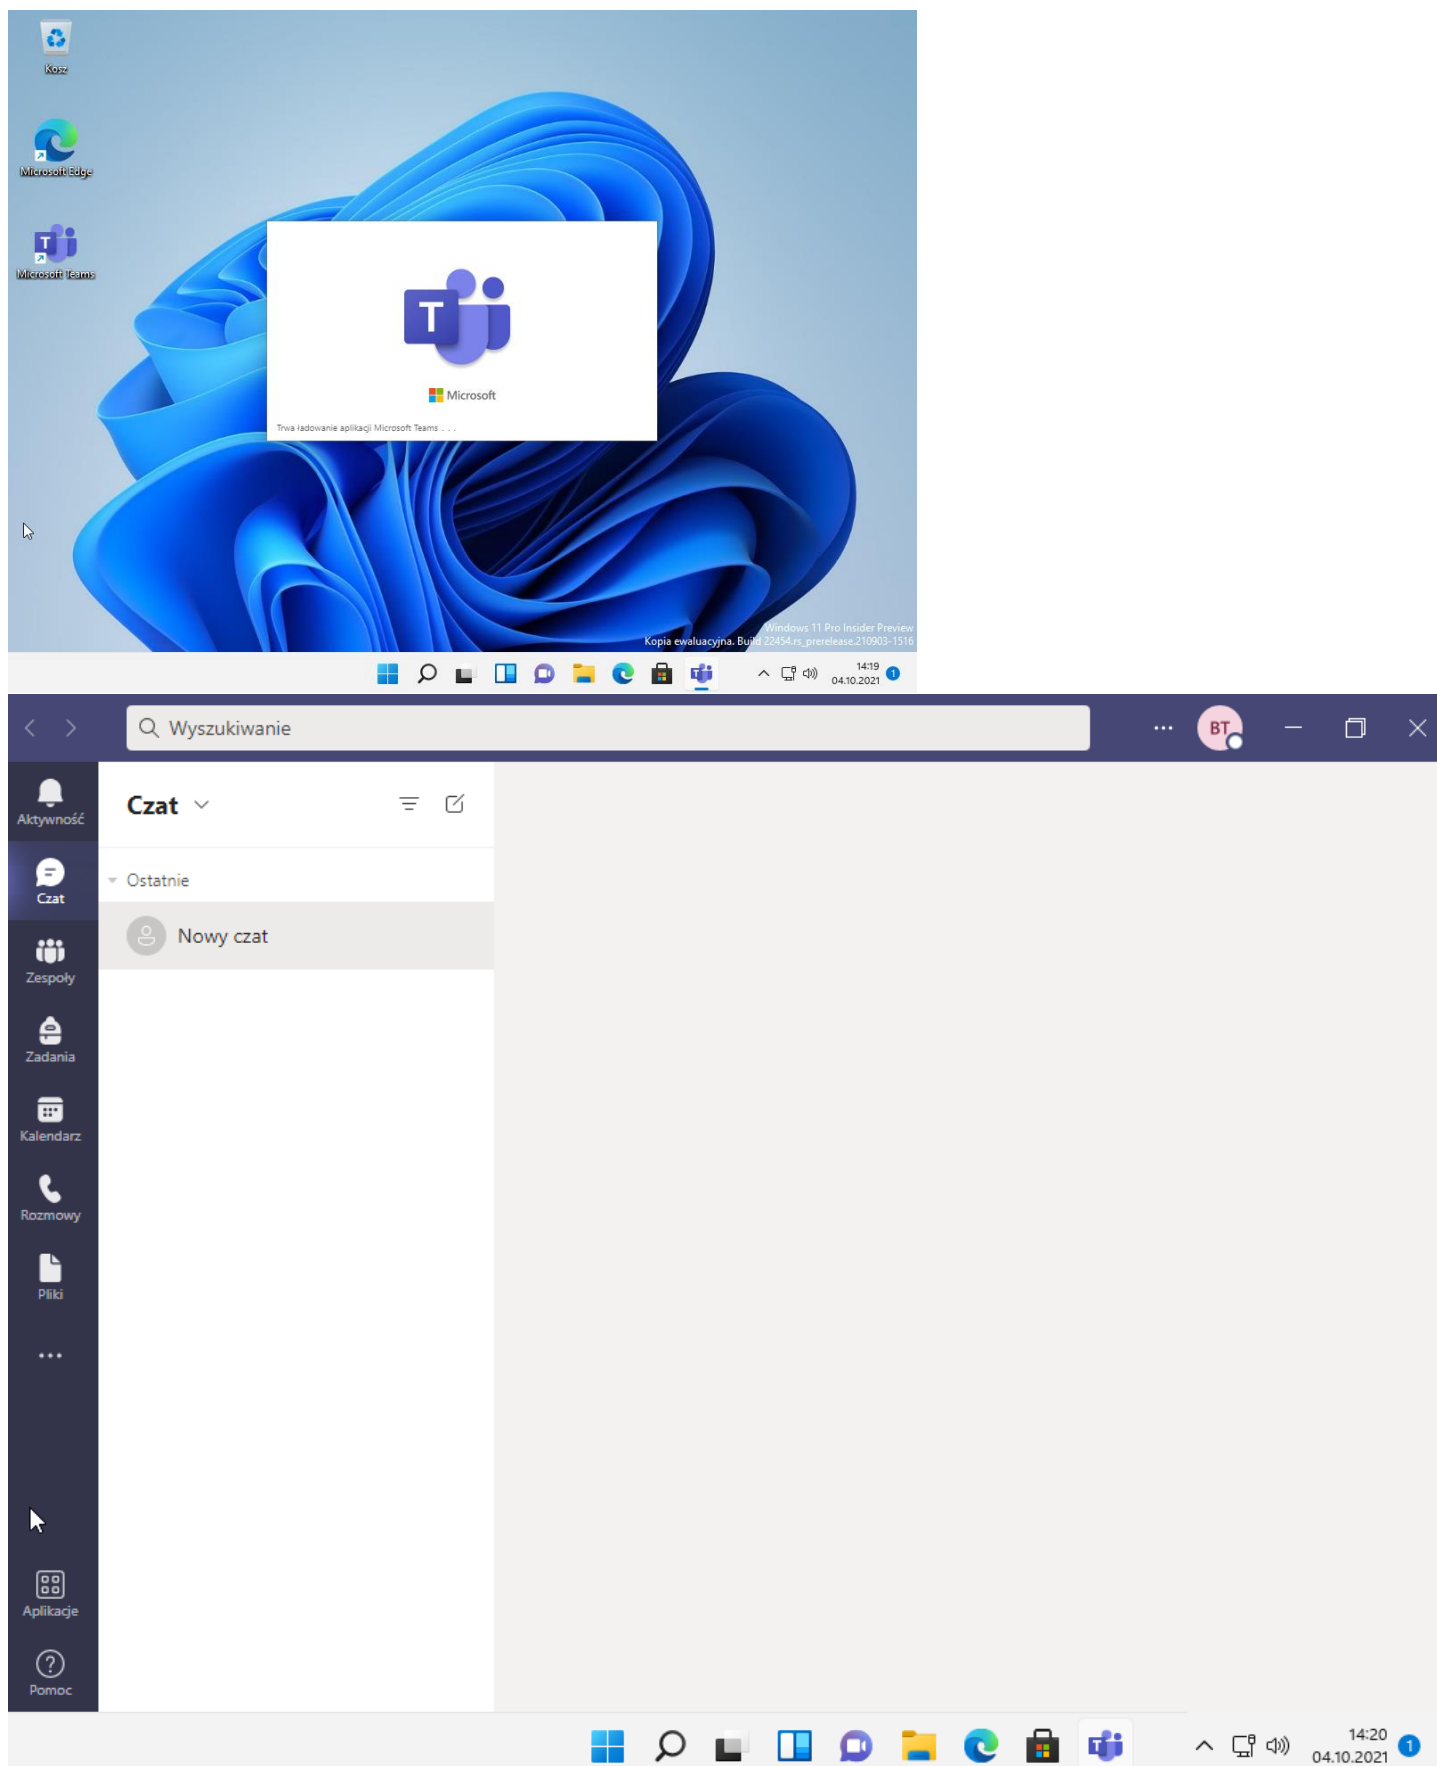 Kosz
Microsoft Edge
T
Microsoft Teams
T
Microsoft
Trwa ładowanie aplikacji Microsoft Teams . . .
Windows 11 Pro Insider Preview
Kopia ewaluacyjna. Build 22454.rs_prerelease.210903-1516
14:19
04.10.2021
1
Wyszukiwanie
BT
Aktywność
Czat
Czat
Ostatnie
Nowy czat
Zespoły
Zadania
Kalendarz
Rozmowy
Pliki
Aplikacje
Pomoc
14:20
04.10.2021
1